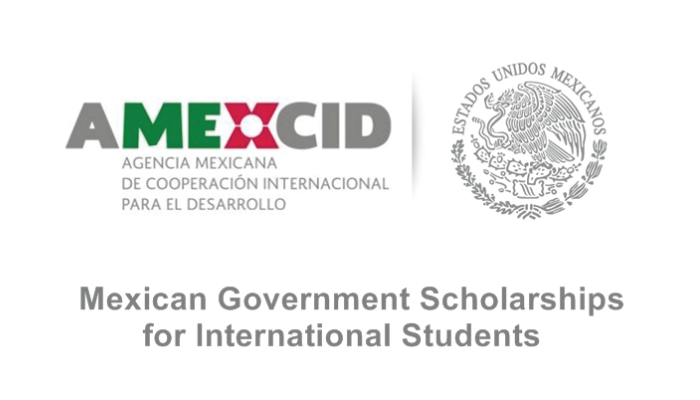 AMEXCID
AGENCIA MEXICANA
DE COOPERACIÓN INTERNACIONAL
PARA EL DESARROLLO
ESTADOS UNIDOS MEXICANOS
Mexican Government Scholarships
for International Students